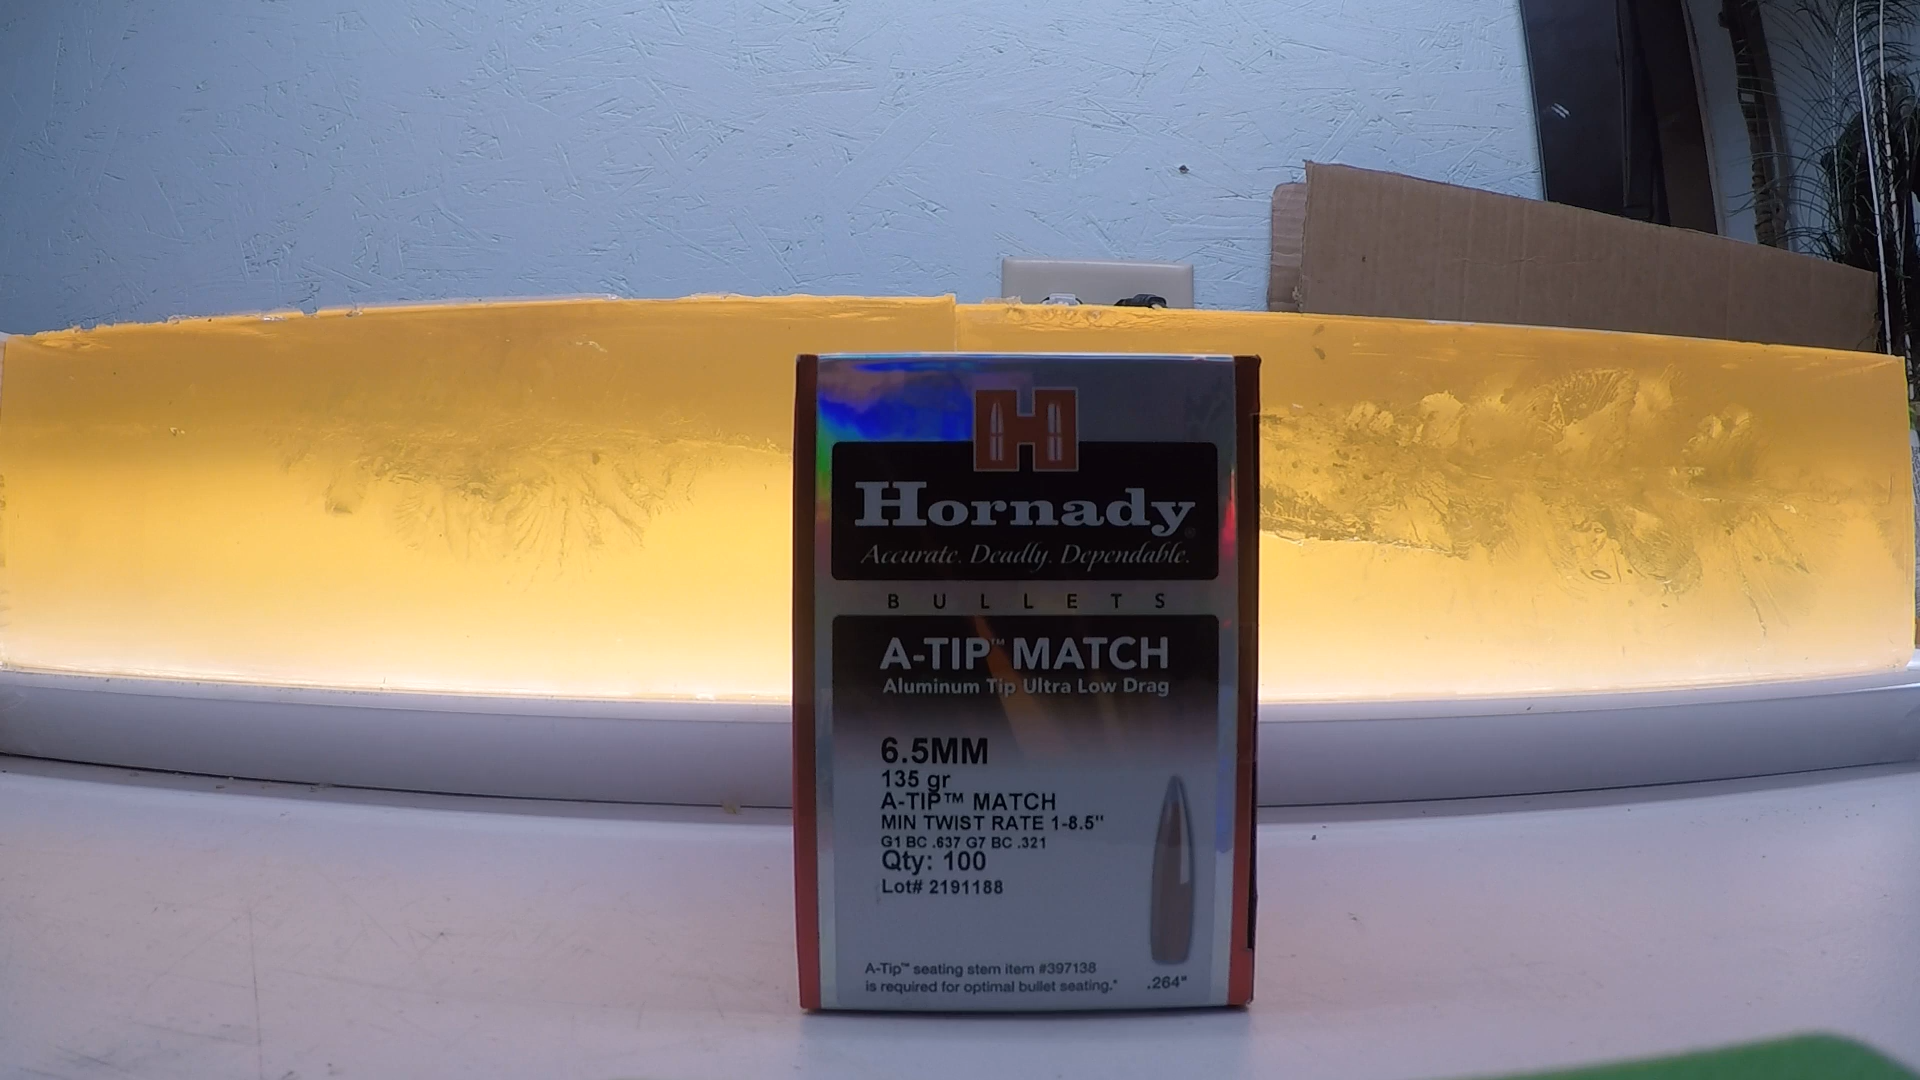 H
Hornady®
Accurate. Deadly. Dependable.
BULLETS
A-TIP™ MATCH
Aluminum Tip Ultra Low Drag
6.5MM
135 gr
A-TIP™ MATCH
MIN TWIST RATE 1-8.5"
G1 BC .637 G7 BC .321
Qty: 100
Lot# 2191188
A-Tip™ seating stem item #397138
is required for optimal bullet seating.*
.264"